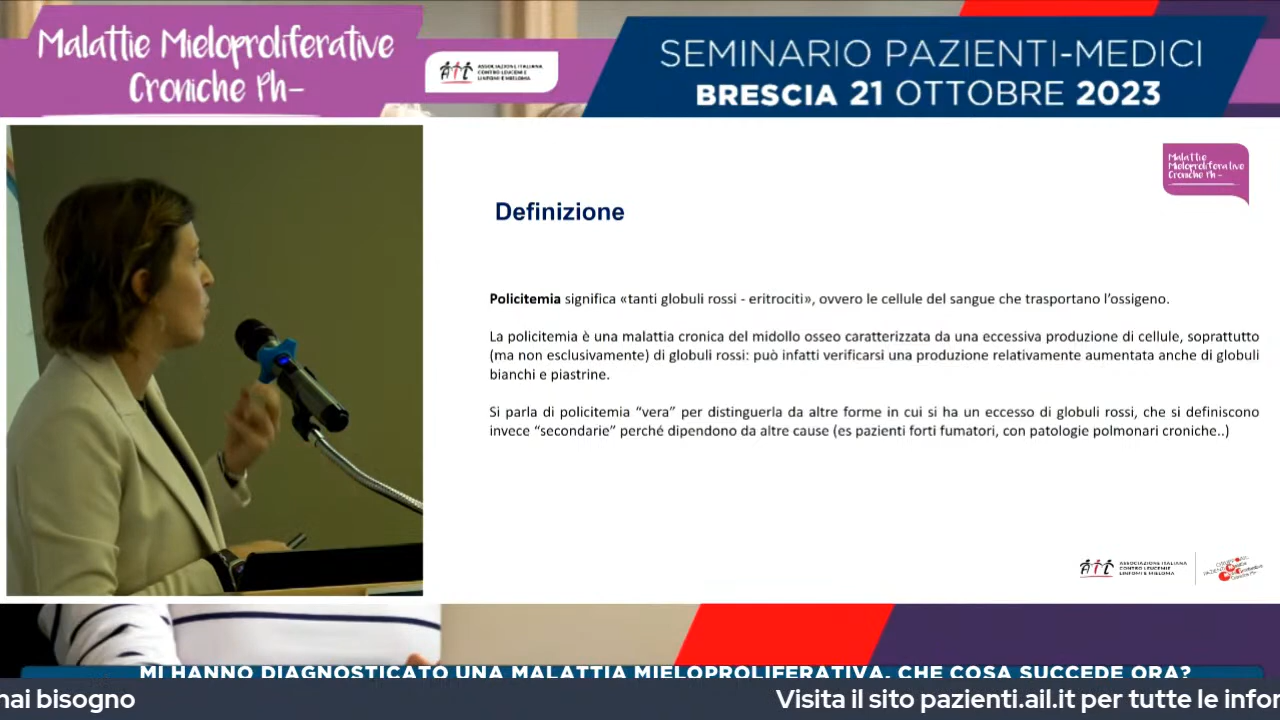 Malattie Mieloproliferative
Croniche Ph-
AIL
ASSOCIAZIONE ITALIANA
CONTRO LEUCEMIE
LINFOMI E MIELOMA
SEMINARIO PAZIENTI-MEDICI
BRESCIA 21 OTTOBRE 2023
Malattie
Mieloproliferative
Croniche Ph-
Definizione
Policitemia significa «tanti globuli rossi - eritrociti», ovvero le cellule del sangue che trasportano l’ossigeno.
La policitemia è una malattia cronica del midollo osseo caratterizzata da una eccessiva produzione di cellule, soprattutto
(ma non esclusivamente) di globuli rossi: può infatti verificarsi una produzione relativamente aumentata anche di globuli
bianchi e piastrine.
Si parla di policitemia “vera” per distinguerla da altre forme in cui si ha un eccesso di globuli rossi, che si definiscono
invece “secondarie” perché dipendono da altre cause (es pazienti forti fumatori, con patologie polmonari croniche..)
AIL
ASSOCIAZIONE ITALIANA
CONTRO LEUCEMIE
LINFOMI E MIELOMA
MI HANNO DIAGNOSTICATO UNA MALATTIA MIELOPROLIFERATIVA. CHE COSA SUCCEDE ORA?
nai bisogno
Visita il sito pazienti.ail.it per tutte le infor